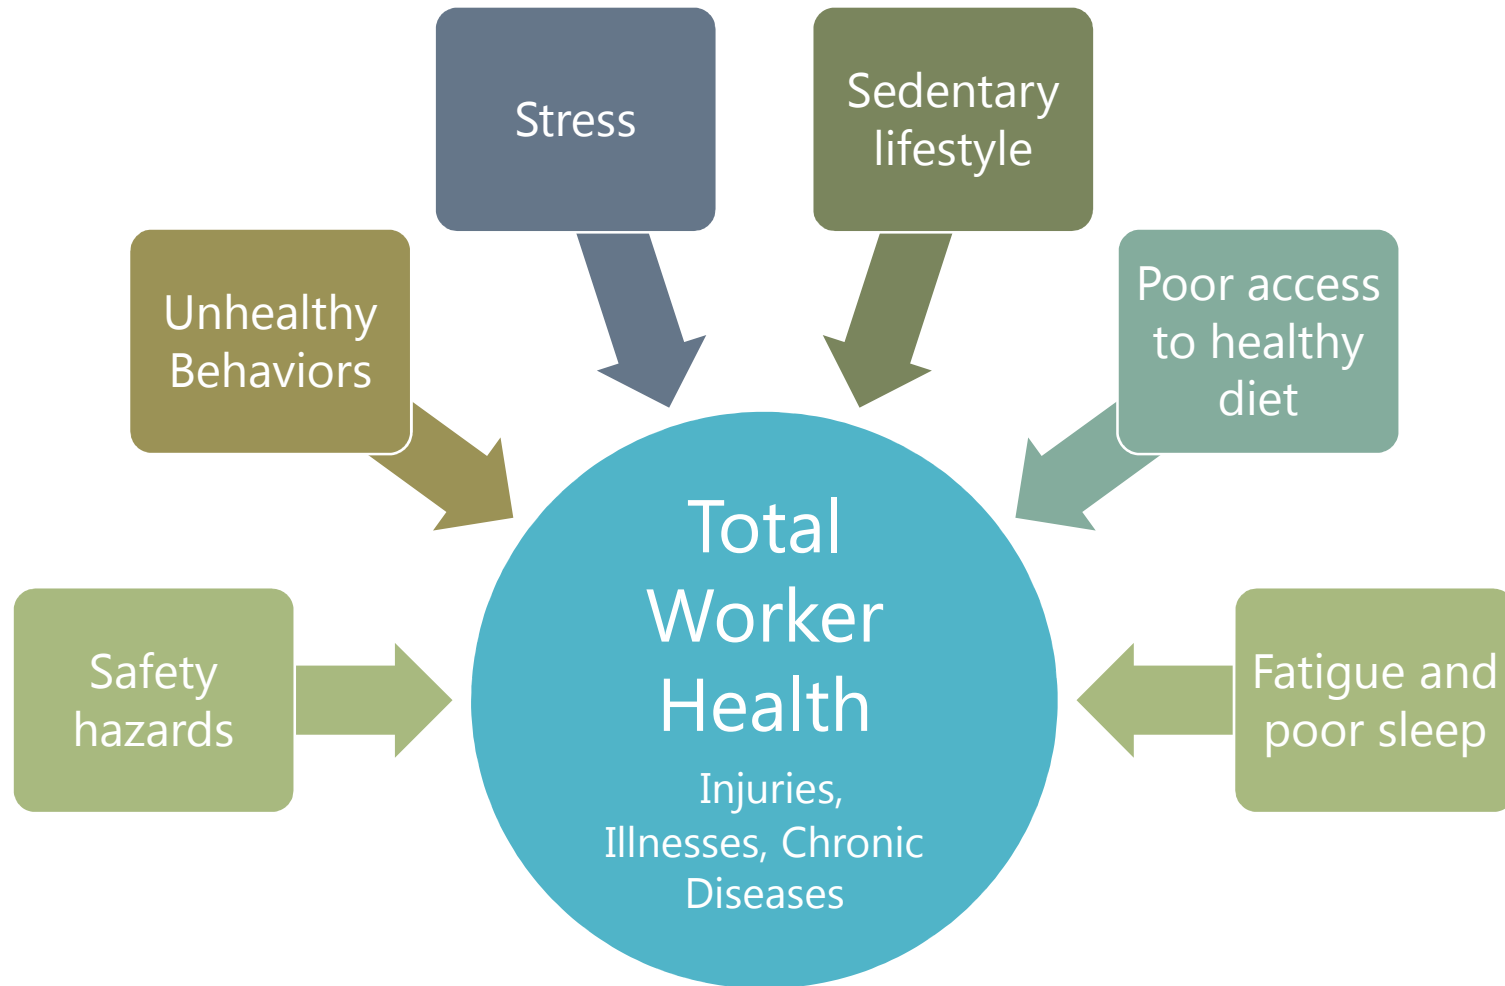 Stress
Sedentary
lifestyle
Unhealthy
Behaviors
Poor access
to healthy
diet
Safety
hazards
Total
Worker
Health
Injuries,
Illnesses, Chronic
Diseases
Fatigue and
poor sleep